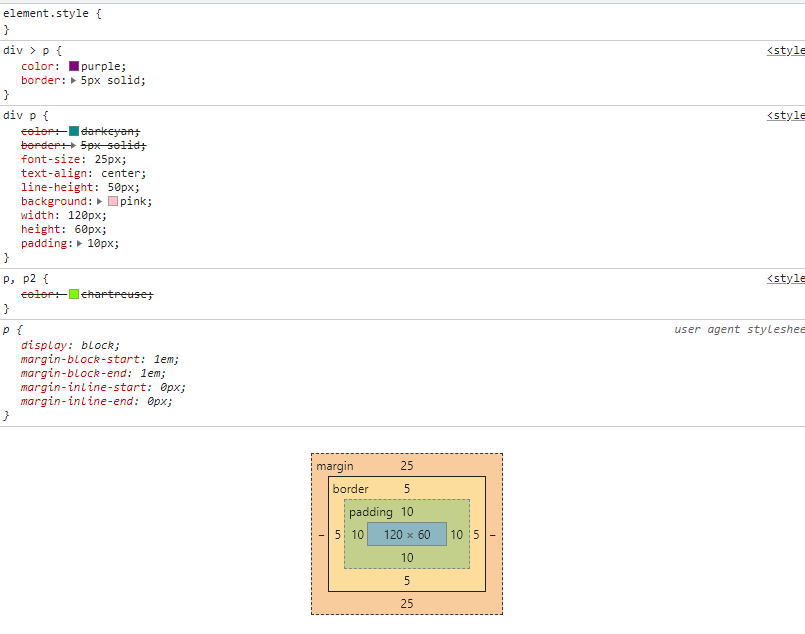 element.style {
}
div > p { <style
color: purple;
border: 5px solid;
}
div p { <style
color: darkcyan;
border: 5px solid;
font-size: 25px;
text-align: center;
line-height: 50px;
background: pink;
width: 120px;
height: 60px;
padding: 10px;
}
p, p2 { <style
color: chartreuse;
}
p { user agent styleshee
display: block;
margin-block-start: 1em;
margin-block-end: 1em;
margin-inline-start: 0px;
margin-inline-end: 0px;
}
margin 25
border 5
padding 10
– 5 10 120 × 60 10 5 –
10
5
25